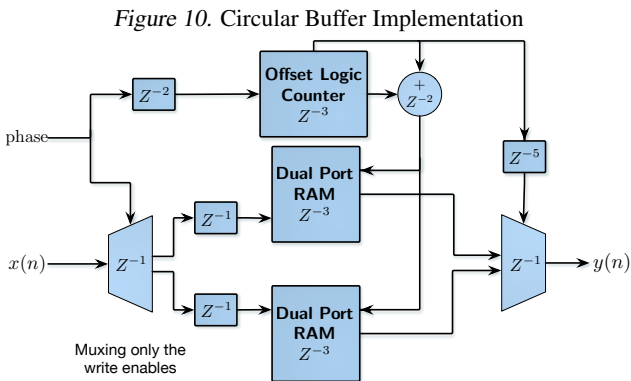 Figure 10. Circular Buffer Implementation
Offset Logic
Counter
Z⁻³
Z⁻²
+
Z⁻²
phase
Z⁻⁵
Dual Port
RAM
Z⁻³
Z⁻¹
x(n)
Z⁻¹
Z⁻¹
y(n)
Z⁻¹
Dual Port
RAM
Z⁻³
Muxing only the
write enables